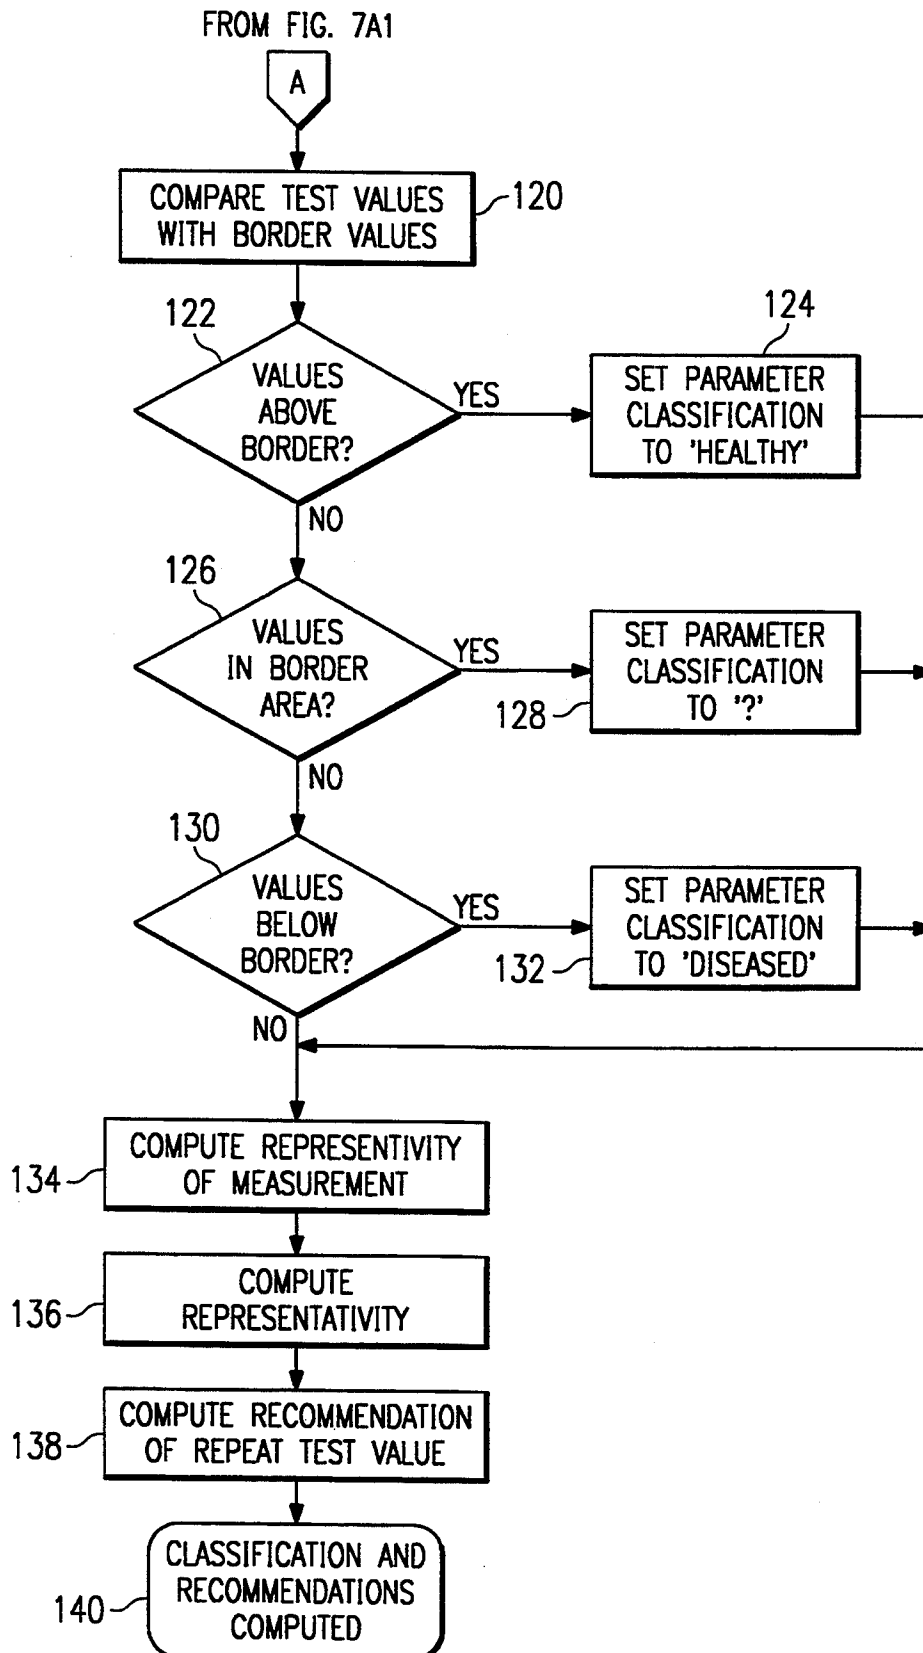 FROM FIG. 7A1
A
COMPARE TEST VALUES
WITH BORDER VALUES
120
122
VALUES
ABOVE
BORDER?
YES
NO
124
SET PARAMETER
CLASSIFICATION
TO 'HEALTHY'
126
VALUES
IN BORDER
AREA?
YES
NO
128
SET PARAMETER
CLASSIFICATION
TO '?'
130
VALUES
BELOW
BORDER?
YES
NO
132
SET PARAMETER
CLASSIFICATION
TO 'DISEASED'
134
COMPUTE REPRESENTIVITY
OF MEASUREMENT
136
COMPUTE
REPRESENTATIVITY
138
COMPUTE RECOMMENDATION
OF REPEAT TEST VALUE
140
CLASSIFICATION AND
RECOMMENDATIONS
COMPUTED